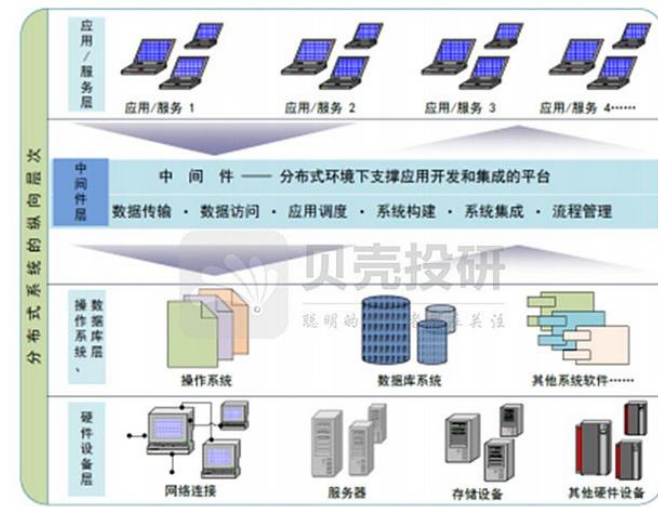 分布式系统的纵向层次
应用/服务层
应用/服务 1
应用/服务 2
应用/服务 3
应用/服务 4……
中间件层
中 间 件 —— 分布式环境下支撑应用开发和集成的平台
数据传输 · 数据访问 · 应用调度 · 系统构建 · 系统集成 · 流程管理
贝壳投研
聪明的
关注
操作系统、
数据库层
操作系统
数据库系统
其他系统软件……
硬件设备层
网络连接
服务器
存储设备
其他硬件设备